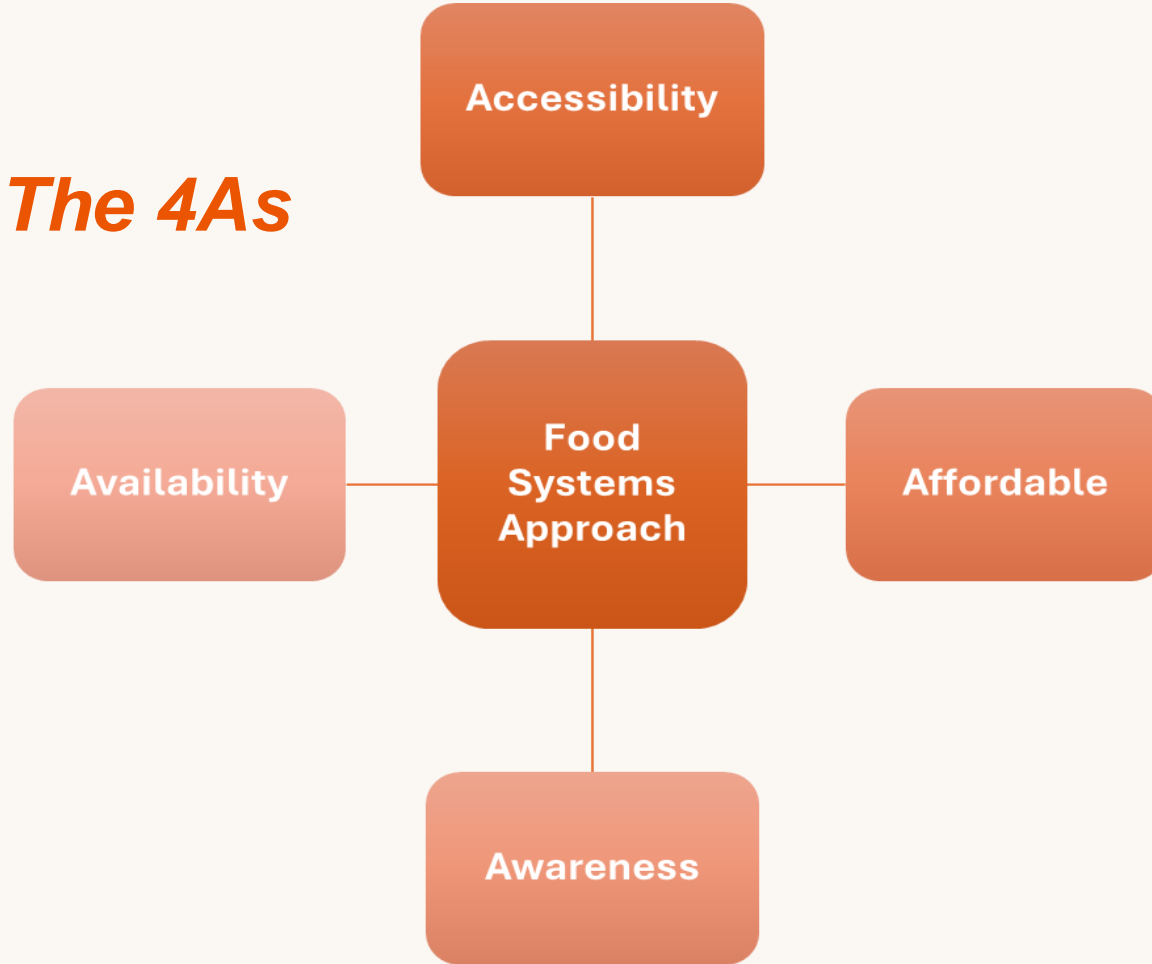 Accessibility
The 4As
Food
Systems
Approach
Availability
Affordable
Awareness